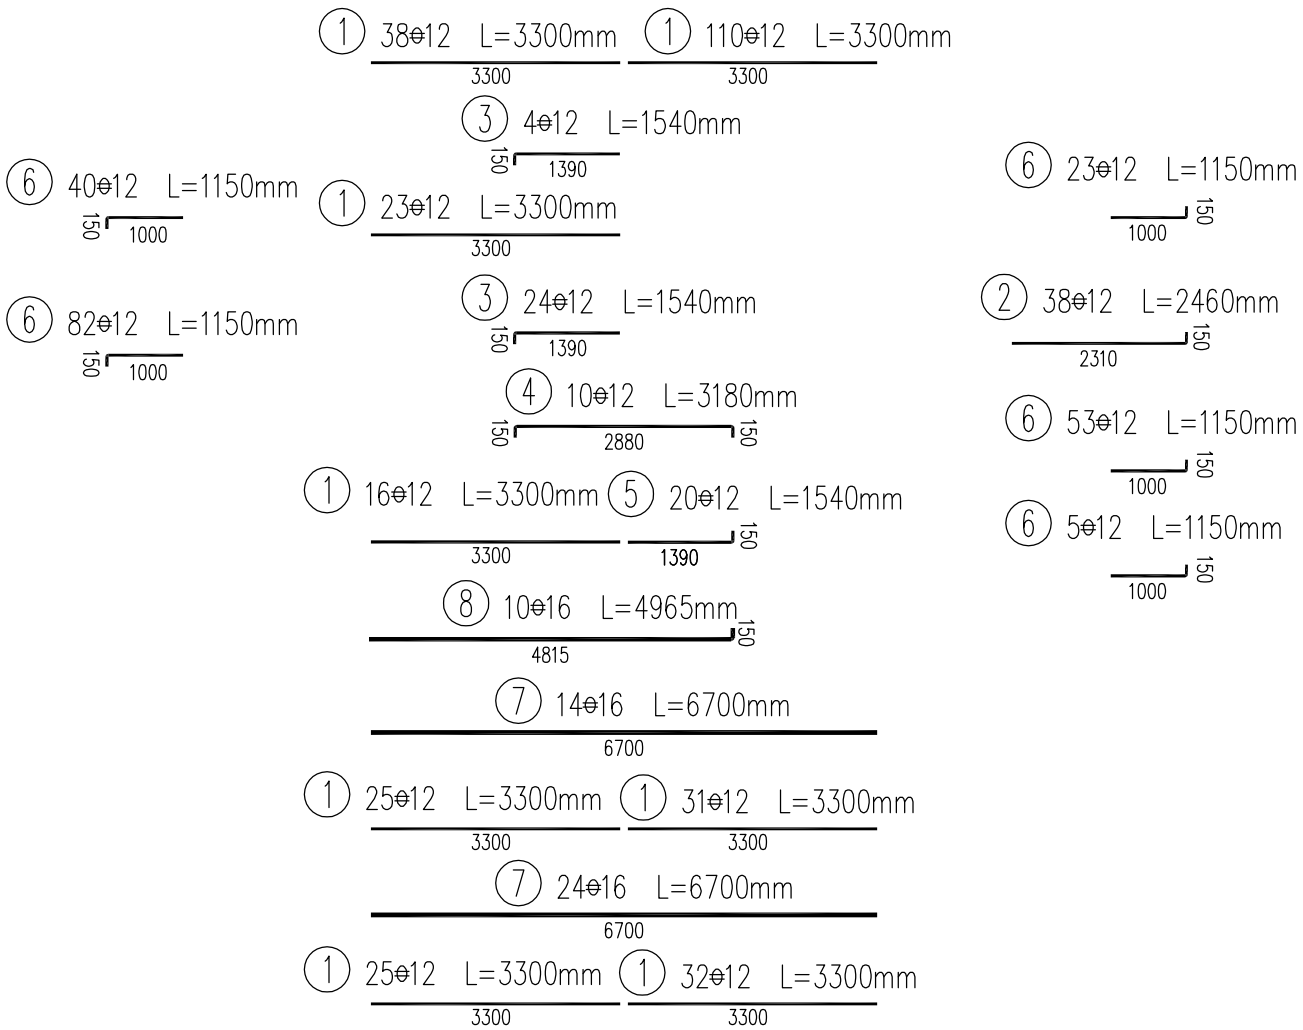 1 38⌀12 L=3300mm 1 110⌀12 L=3300mm
3300 3300
3 4⌀12 L=1540mm
150 1390
6 23⌀12 L=1150mm
1000 150
6 40⌀12 L=1150mm
150 1000
1 23⌀12 L=3300mm
3300
3 24⌀12 L=1540mm
150 1390
2 38⌀12 L=2460mm
2310 150
6 82⌀12 L=1150mm
150 1000
4 10⌀12 L=3180mm
150 2880 150
6 53⌀12 L=1150mm
1000 150
1 16⌀12 L=3300mm 5 20⌀12 L=1540mm
3300 1390 150
6 5⌀12 L=1150mm
1000 150
8 10⌀16 L=4965mm
4815 150
7 14⌀16 L=6700mm
6700
1 25⌀12 L=3300mm 1 31⌀12 L=3300mm
3300 3300
7 24⌀16 L=6700mm
6700
1 25⌀12 L=3300mm 1 32⌀12 L=3300mm
3300 3300